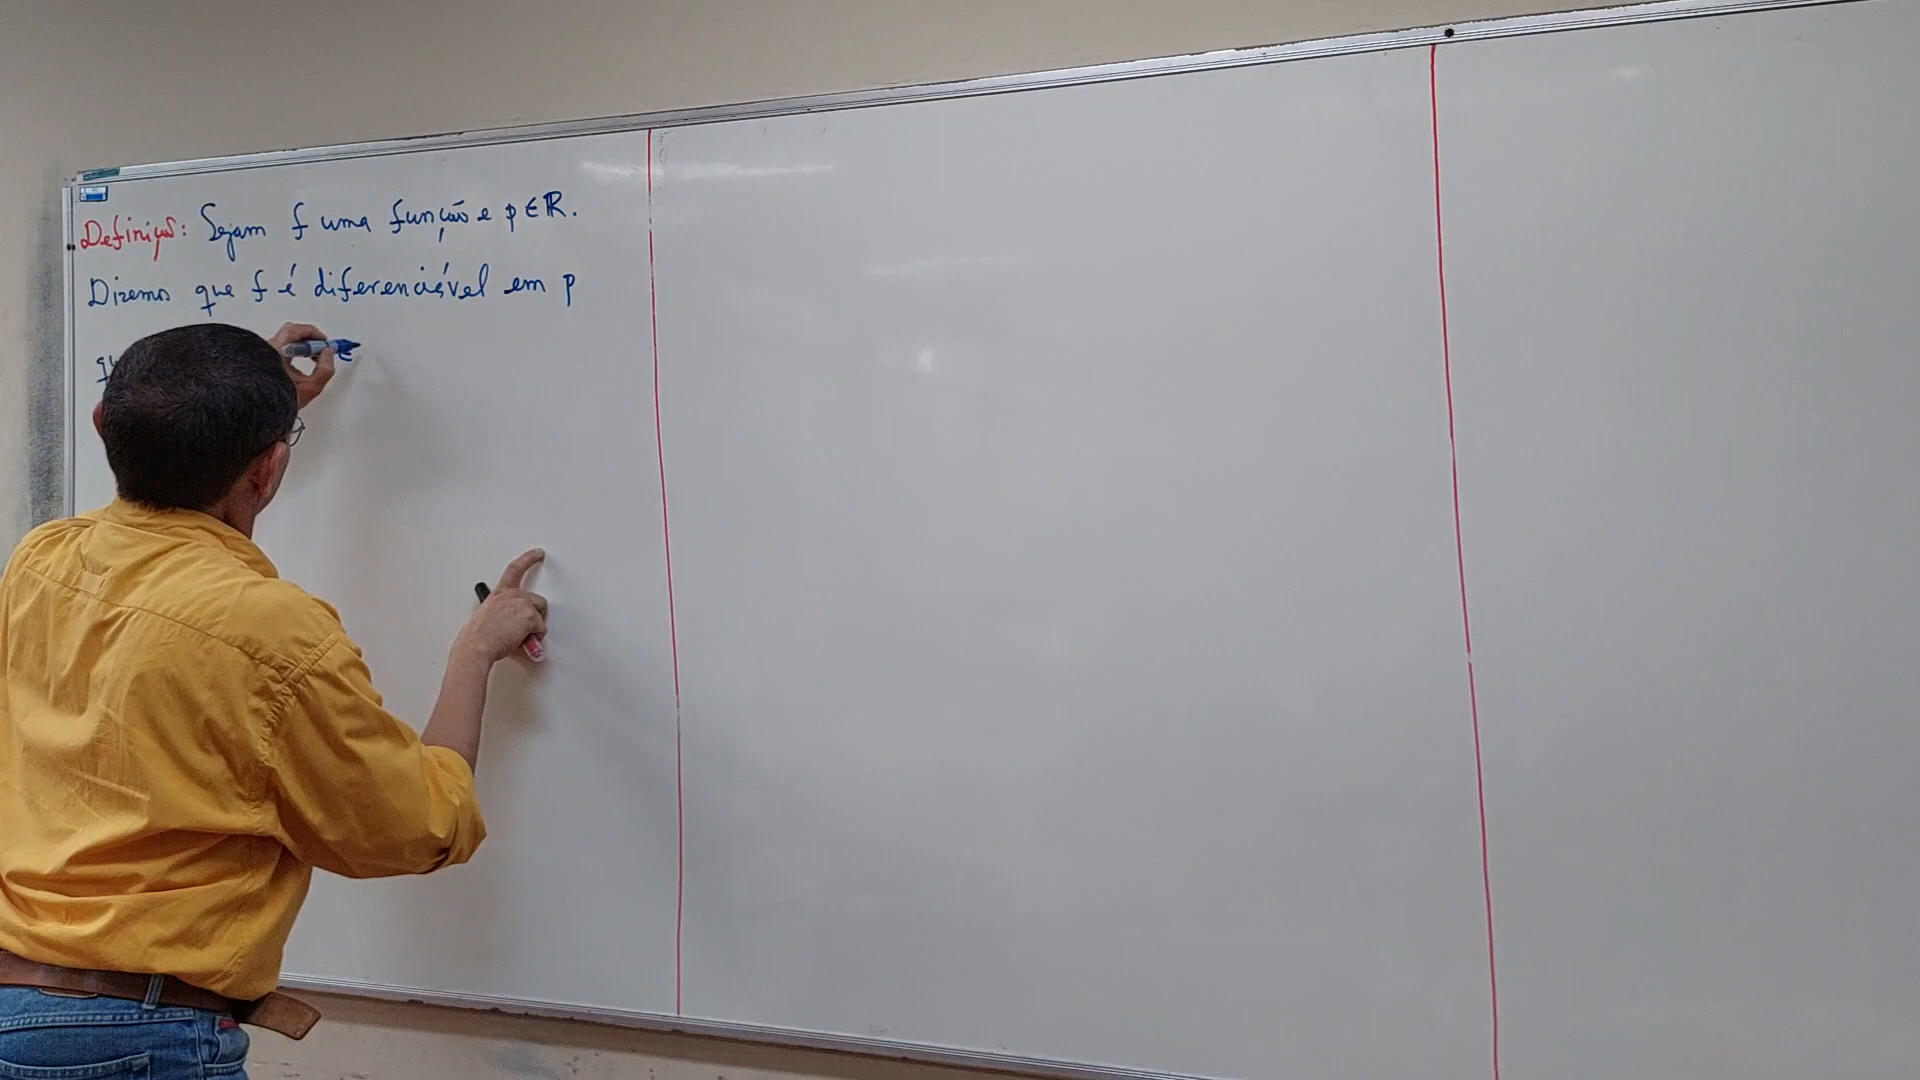 Definição: Sejam f uma função e p ∈ ℝ.
Dizemos que f é diferenciável em p